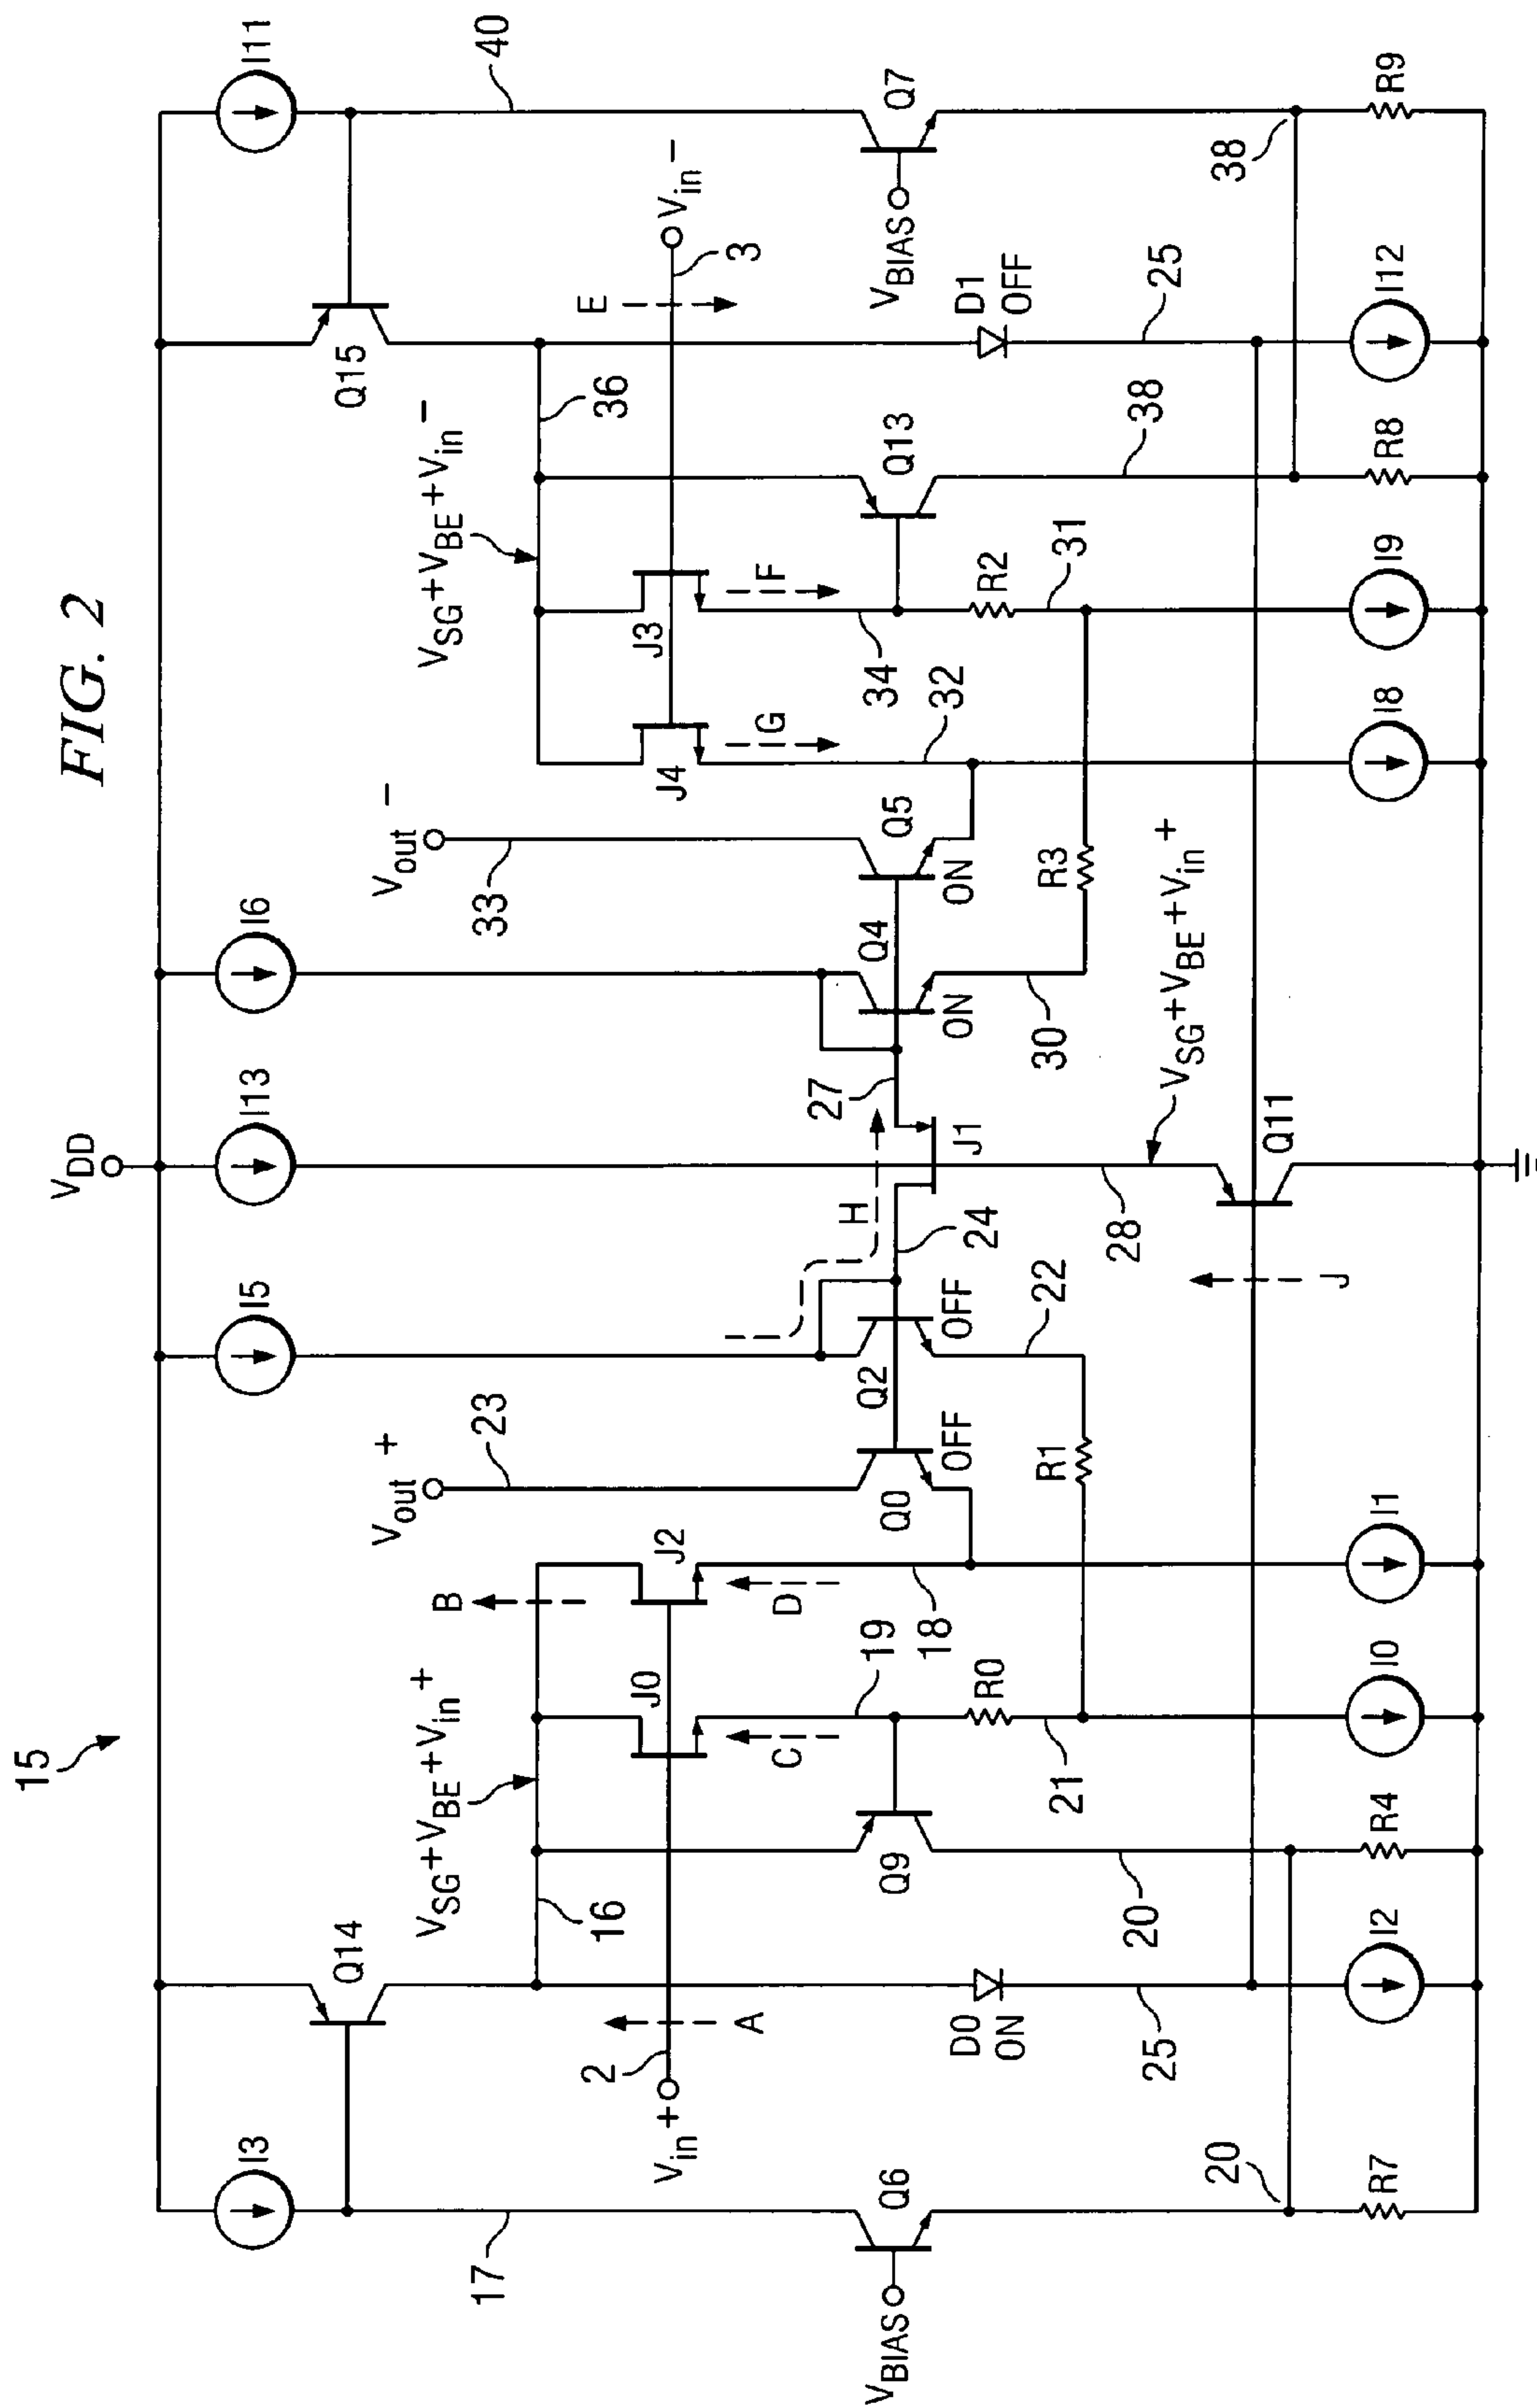 FIG. 2
15
VDD
I3
I5
I13
I6
I11
Q14
Q15
17
16
VSG+VBE+Vin+
B
Vout+
23
Vout−
33
VSG+VBE+Vin−
36
40
Vin+
2
A
J0
J2
C
D
H
J4
J3
G
F
E
3
Vin−
VBIAS
Q6
D0
ON
Q9
19
18
R0
21
Q0
OFF
Q2
OFF
24
22
R1
J1
27
Q4
ON
Q5
ON
30
R3
32
34
R2
31
Q13
D1
OFF
VBIAS
Q7
20
25
20
28
J
Q11
VSG+VBE+Vin+
38
25
38
R7
I2
R4
I0
I1
I8
I9
R8
I12
R9